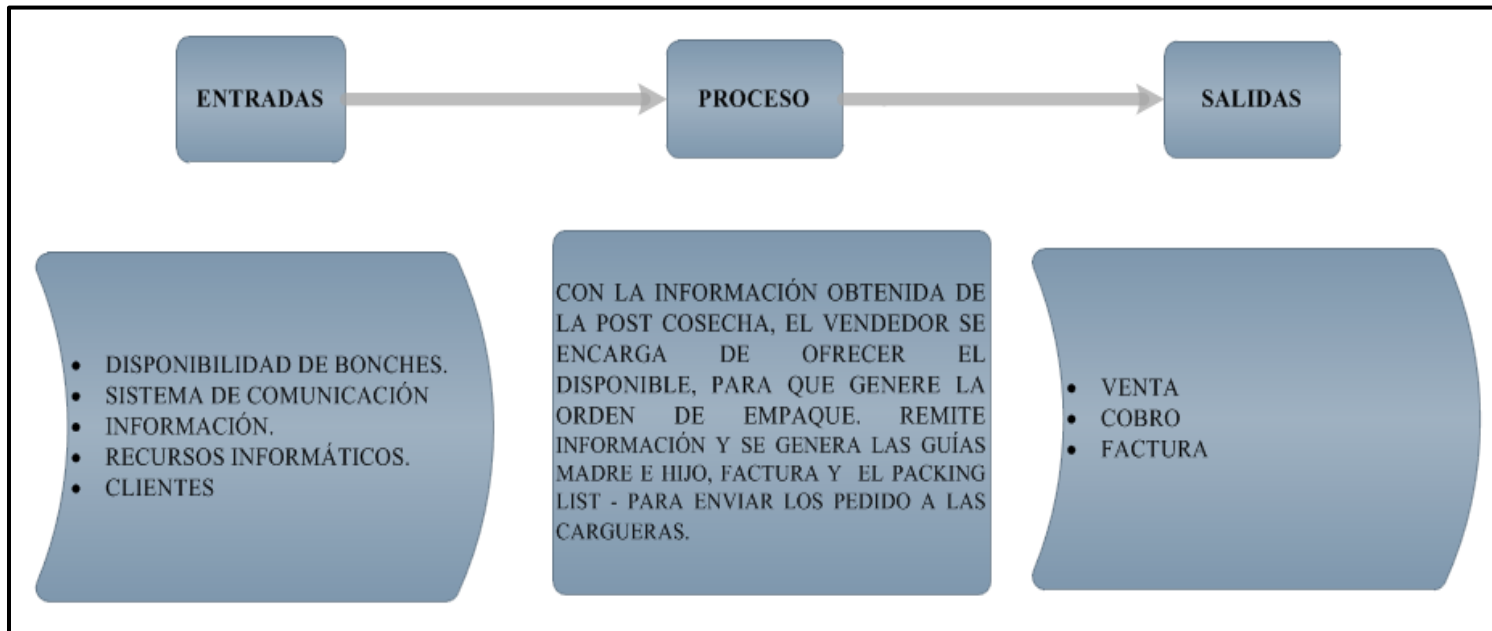 ENTRADAS
PROCESO
SALIDAS
• DISPONIBILIDAD DE BONCHES.
• SISTEMA DE COMUNICACIÓN
• INFORMACIÓN.
• RECURSOS INFORMÁTICOS.
• CLIENTES
CON LA INFORMACIÓN OBTENIDA DE
LA POST COSECHA, EL VENDEDOR SE
ENCARGA DE OFRECER EL
DISPONIBLE, PARA QUE GENERE LA
ORDEN DE EMPAQUE. REMITE
INFORMACIÓN Y SE GENERA LAS GUÍAS
MADRE E HIJO, FACTURA Y EL PACKING
LIST - PARA ENVIAR LOS PEDIDO A LAS
CARGUERAS.
• VENTA
• COBRO
• FACTURA